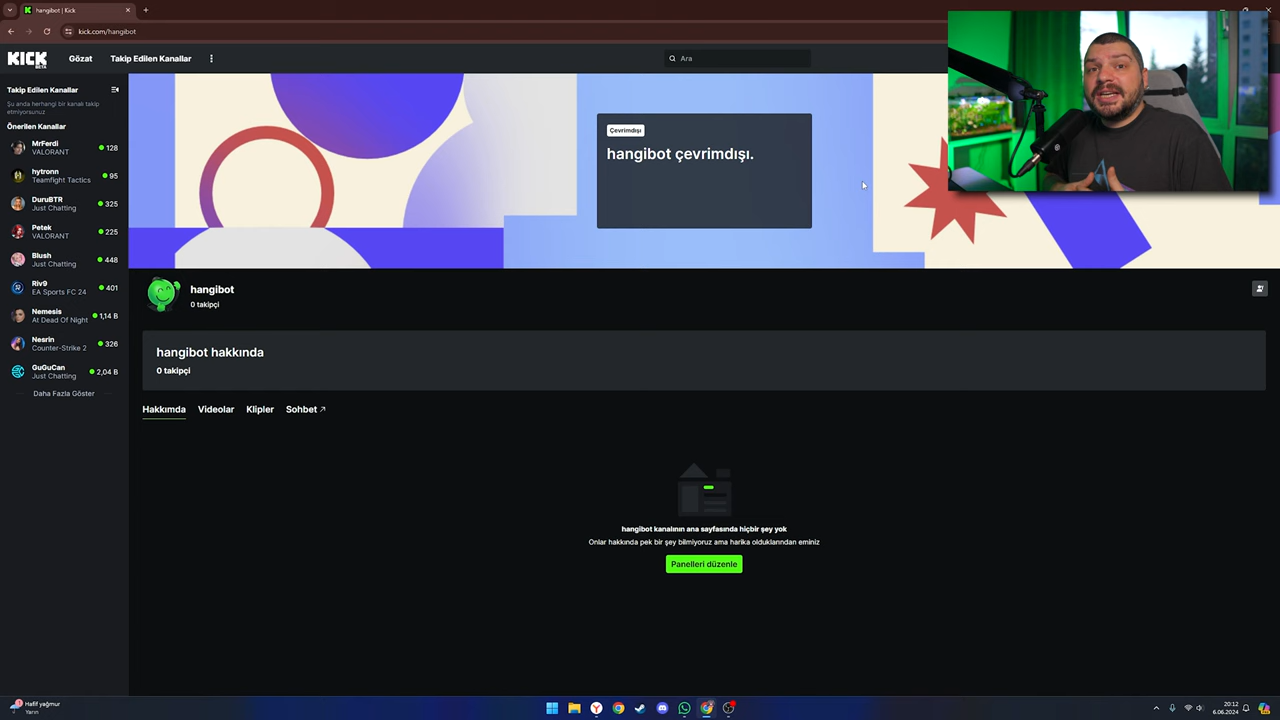 hangibot | Kick
kick.com/hangibot
KICK
BETA
Gözat
Takip Edilen Kanallar
Ara
Takip Edilen Kanallar
Şu anda herhangi bir kanalı takip
etmiyorsunuz
Önerilen Kanallar
MrFerdi
VALORANT
128
hytronn
Teamfight Tactics
95
DuruBTR
Just Chatting
325
Petek
VALORANT
225
Blush
Just Chatting
448
Riv9
EA Sports FC 24
401
Nemesis
At Dead Of Night
1,14 B
Nesrin
Counter-Strike 2
326
GuGuCan
Just Chatting
2,04 B
Daha Fazla Göster
Çevrimdışı
hangibot çevrimdışı.
hangibot
0 takipçi
hangibot hakkında
0 takipçi
Hakkımda
Videolar
Klipler
Sohbet
hangibot kanalının ana sayfasında hiçbir şey yok
Onlar hakkında pek bir şey bilmiyoruz ama harika olduklarından eminiz
Panelleri düzenle
Hafif yağmur
Yarın
20:12
6.06.2024